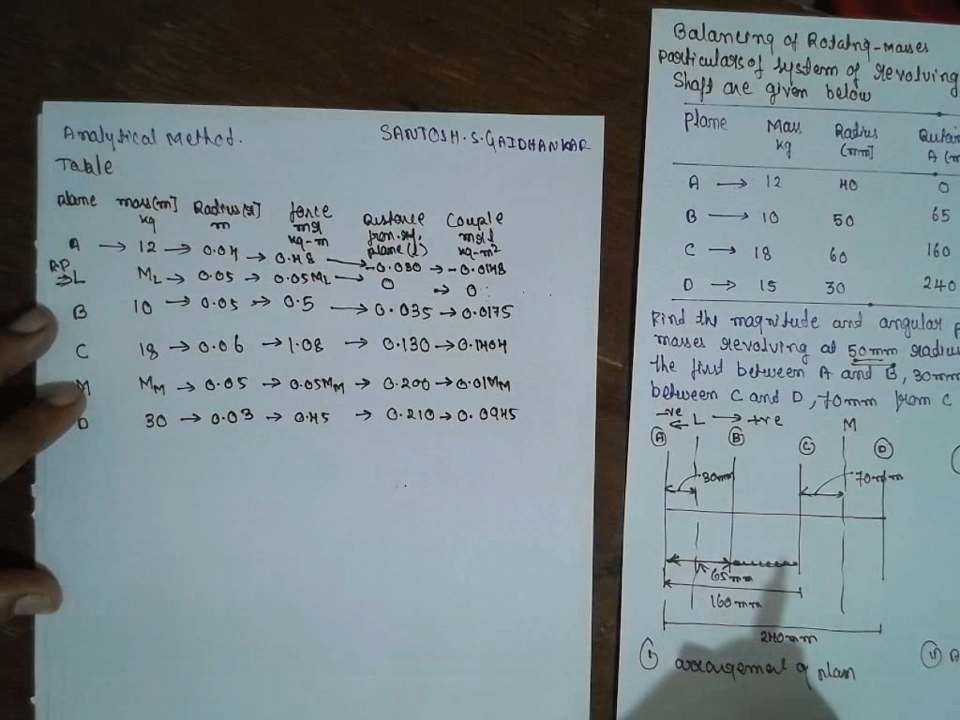 Analytical Method. SANTOSH.S.GAIDHANKAR
Table
plane mass(m) Radius(r) force Distance Couple
kg m mr from R.P. mrl
kg-m plane(l) kg-m²
A → 12 → 0.04 → 0.48 → -0.030 → -0.0148
R.P L M_L → 0.05 → 0.05M_L → 0 → 0
B 10 → 0.05 → 0.5 → 0.035 → 0.0175
C 18 → 0.06 → 1.08 → 0.130 → 0.1404
M M_M → 0.05 → 0.05M_M → 0.200 → 0.01M_M
D 30 → 0.03 → 0.45 → 0.210 → 0.0945
Balancing of Rotatng-masses
particulars of system of revolving
Shaft are given below
plane Mass Radius
kg (mm) A (m
A → 12 40 0
B → 10 50 65
C → 18 60 160
D → 15 30 240
Find the magnitude and angular p
masses revolving at 50mm radius
the first between A and B, 30mm
between C and D, 70mm from C
-ve ← L → +ve M
A B C D
30mm 70mm
65mm
160mm
240mm
i arrangement of plan